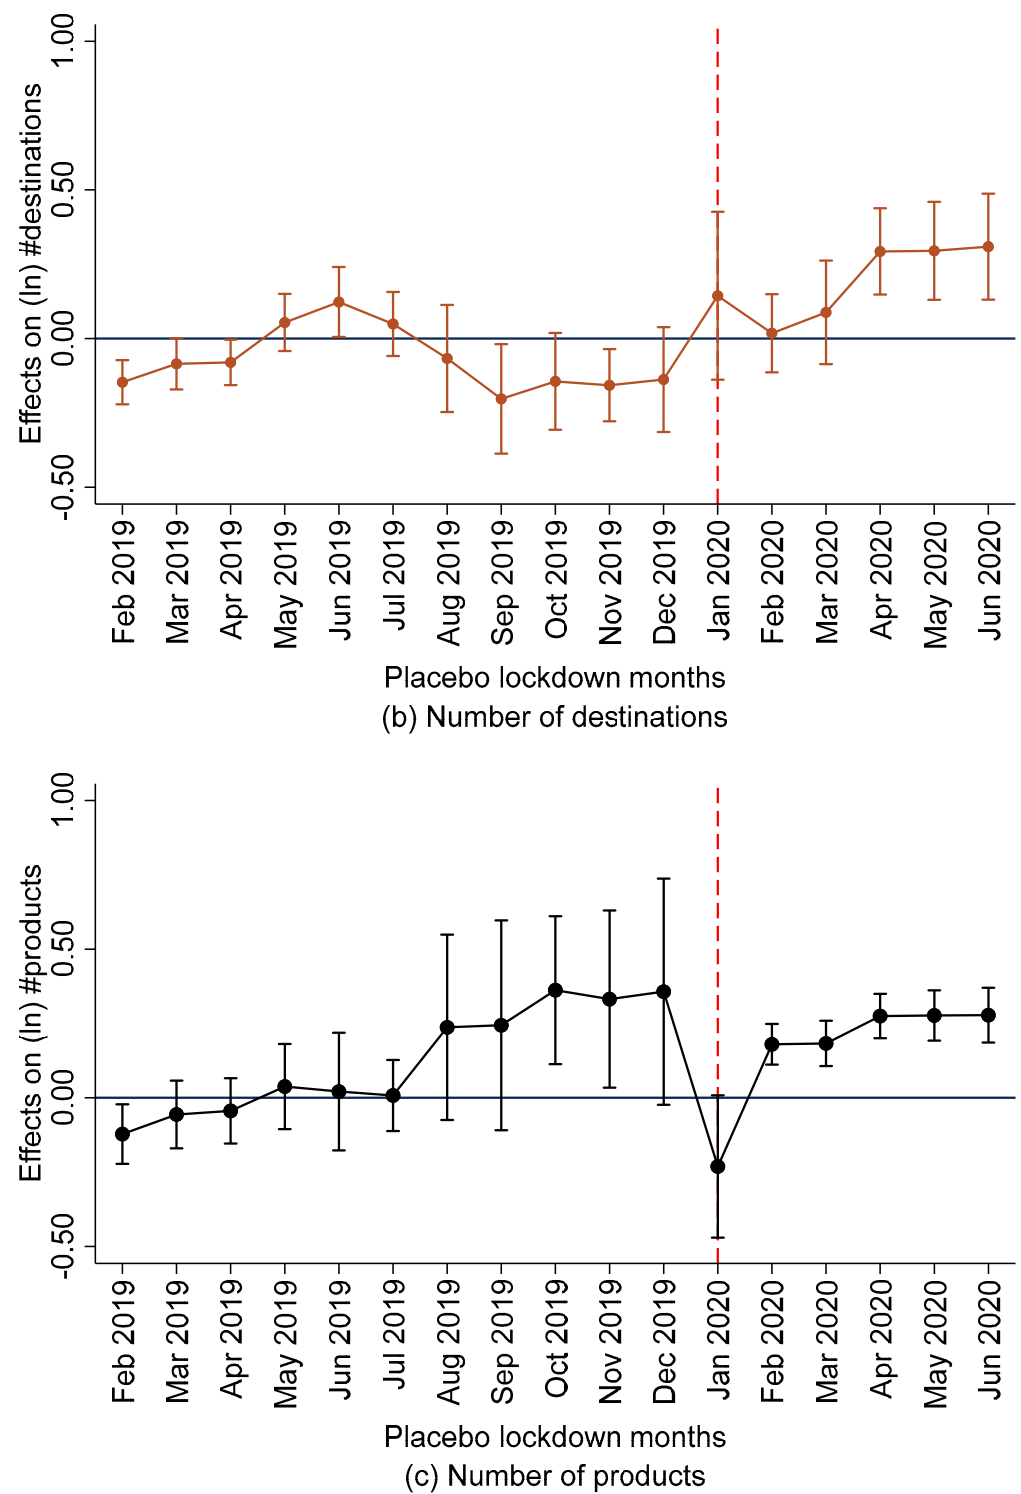 Effects on (ln) #destinations
1.00
0.50
0.00
-0.50
Feb 2019
Mar 2019
Apr 2019
May 2019
Jun 2019
Jul 2019
Aug 2019
Sep 2019
Oct 2019
Nov 2019
Dec 2019
Jan 2020
Feb 2020
Mar 2020
Apr 2020
May 2020
Jun 2020
Placebo lockdown months
(b) Number of destinations
Effects on (ln) #products
1.00
0.50
0.00
-0.50
Feb 2019
Mar 2019
Apr 2019
May 2019
Jun 2019
Jul 2019
Aug 2019
Sep 2019
Oct 2019
Nov 2019
Dec 2019
Jan 2020
Feb 2020
Mar 2020
Apr 2020
May 2020
Jun 2020
Placebo lockdown months
(c) Number of products